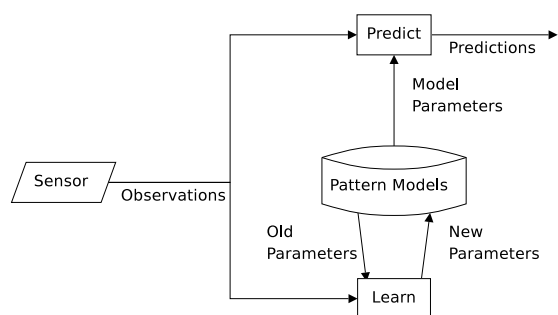 Predict
Predictions
Model
Parameters
Sensor
Observations
Pattern Models
Old
Parameters
New
Parameters
Learn